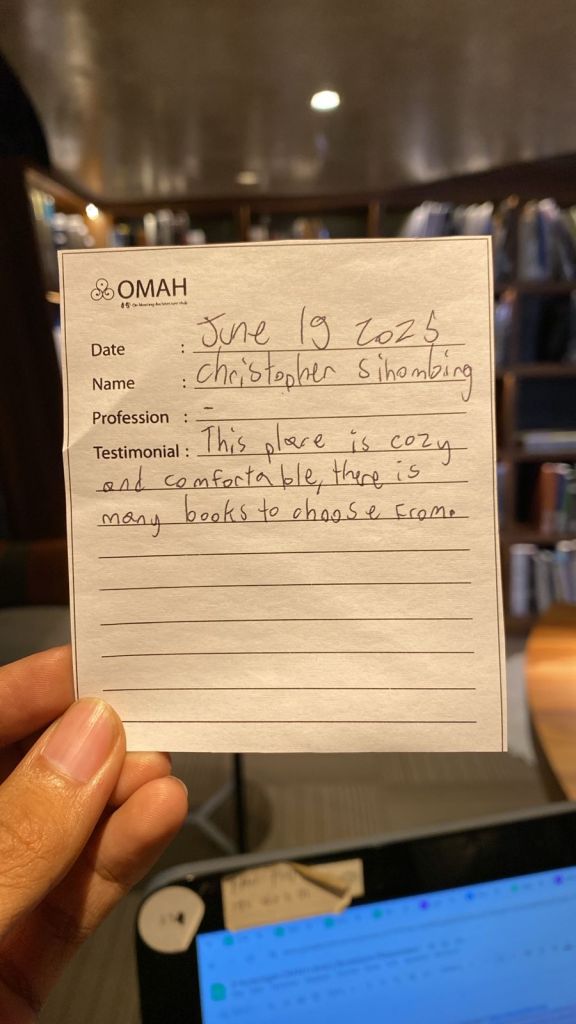 OMAH
Date : June 19 2025
Name : Christopher Sihombing
Profession : -
Testimonial : This place is cozy
and comfortable, there is
many books to choose From.